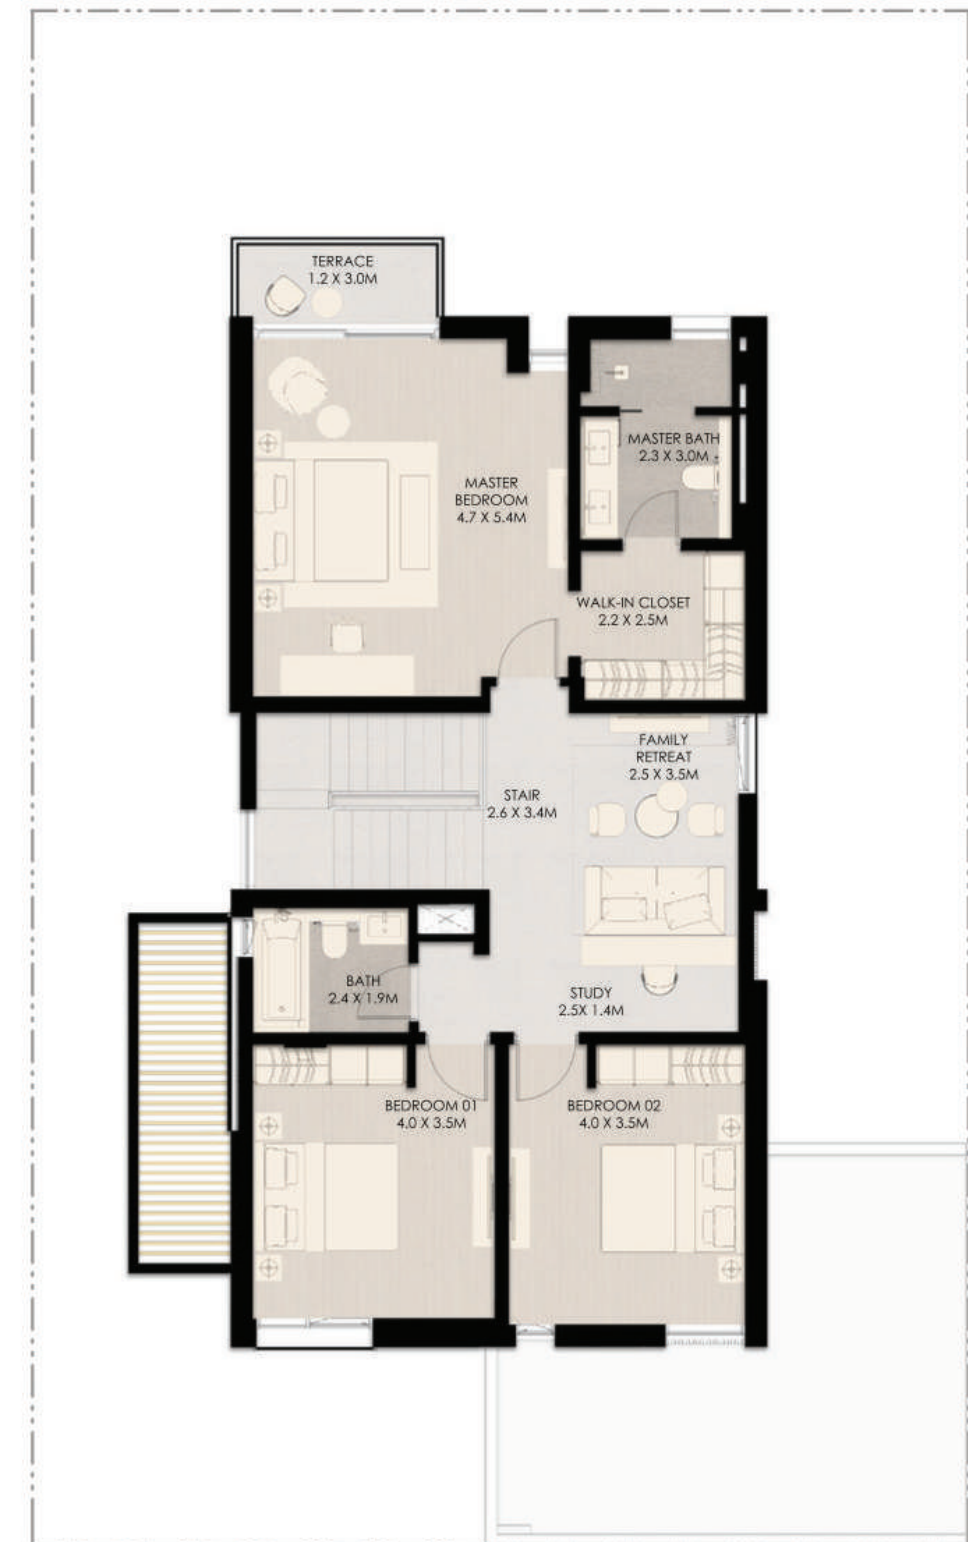 TERRACE
1.2 X 3.0M
MASTER BATH
2.3 X 3.0M
MASTER
BEDROOM
4.7 X 5.4M
WALK-IN CLOSET
2.2 X 2.5M
FAMILY
RETREAT
2.5 X 3.5M
STAIR
2.6 X 3.4M
BATH
2.4 X 1.9M
STUDY
2.5X 1.4M
BEDROOM 01
4.0 X 3.5M
BEDROOM 02
4.0 X 3.5M